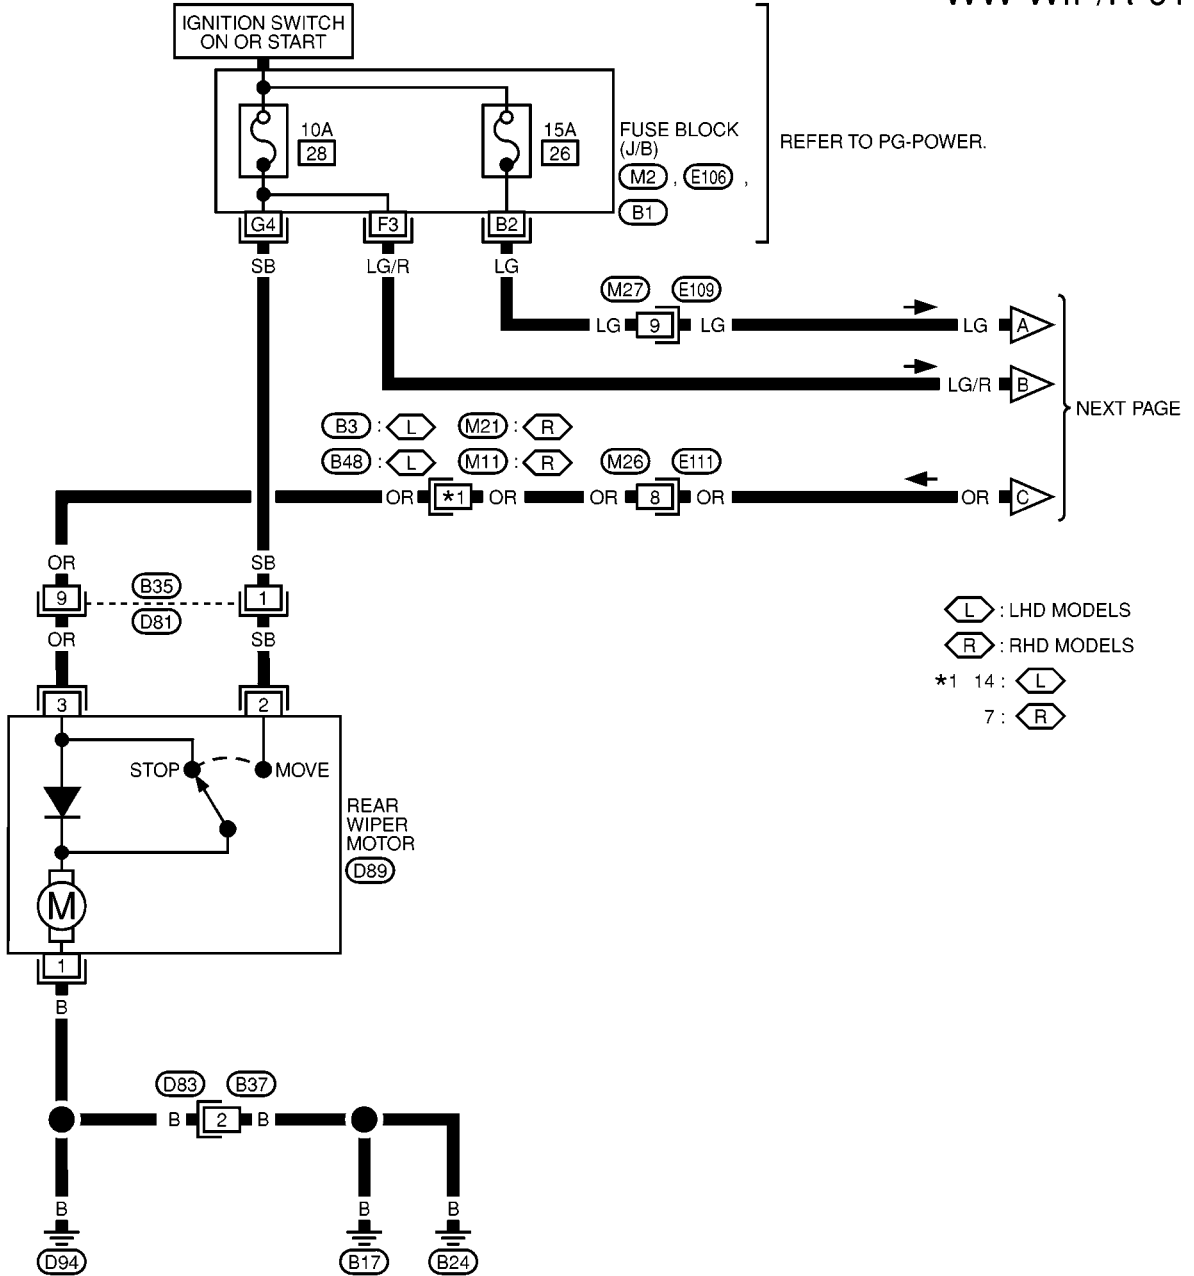 IGNITION SWITCH
ON OR START
10A
28
15A
26
FUSE BLOCK
(J/B)
M2 , E106 ,
B1
REFER TO PG-POWER.
G4 F3 B2
SB LG/R LG
M27 E109
LG 9 LG LG A
LG/R B
NEXT PAGE
B3 : L M21 : R
B48 : L M11 : R M26 E111
OR *1 OR OR 8 OR OR C
OR SB
9 B35 1
D81
OR SB
3 2
L : LHD MODELS
R : RHD MODELS
*1 14 : L
7 : R
STOP MOVE
REAR
WIPER
MOTOR
D89
M
1
B
D83 B37
B 2 B
B B B
D94 B17 B24